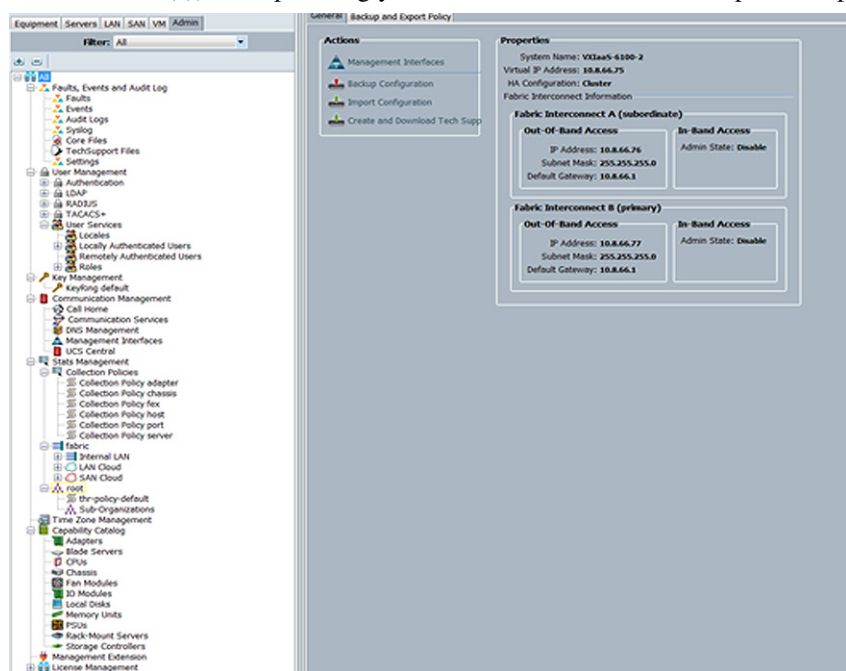 Equipment Servers LAN SAN VM Admin
Filter: All
All
Faults, Events and Audit Log
Faults
Events
Audit Logs
Syslog
Core Files
TechSupport Files
Settings
User Management
Authentication
LDAP
RADIUS
TACACS+
User Services
Locales
Locally Authenticated Users
Remotely Authenticated Users
Roles
Key Management
KeyRing default
Communication Management
Call Home
Communication Services
DNS Management
Management Interfaces
UCS Central
Stats Management
Collection Policies
Collection Policy adapter
Collection Policy chassis
Collection Policy fex
Collection Policy host
Collection Policy port
Collection Policy server
fabric
Internal LAN
LAN Cloud
SAN Cloud
root
thr-policy-default
Sub-Organizations
Time Zone Management
Capability Catalog
Adapters
Blade Servers
CPUs
Chassis
Fan Modules
IO Modules
Local Disks
Memory Units
PSUs
Rack-Mount Servers
Storage Controllers
Management Extension
License Management
General Backup and Export Policy
Actions
Management Interfaces
Backup Configuration
Import Configuration
Create and Download Tech Supp
Properties
System Name: VXIaaS-6100-2
Virtual IP Address: 10.8.66.75
HA Configuration: Cluster
Fabric Interconnect Information
Fabric Interconnect A (subordinate)
Out-Of-Band Access
IP Address: 10.8.66.76
Subnet Mask: 255.255.255.0
Default Gateway: 10.8.66.1
In-Band Access
Admin State: Disable
Fabric Interconnect B (primary)
Out-Of-Band Access
IP Address: 10.8.66.77
Subnet Mask: 255.255.255.0
Default Gateway: 10.8.66.1
In-Band Access
Admin State: Disable